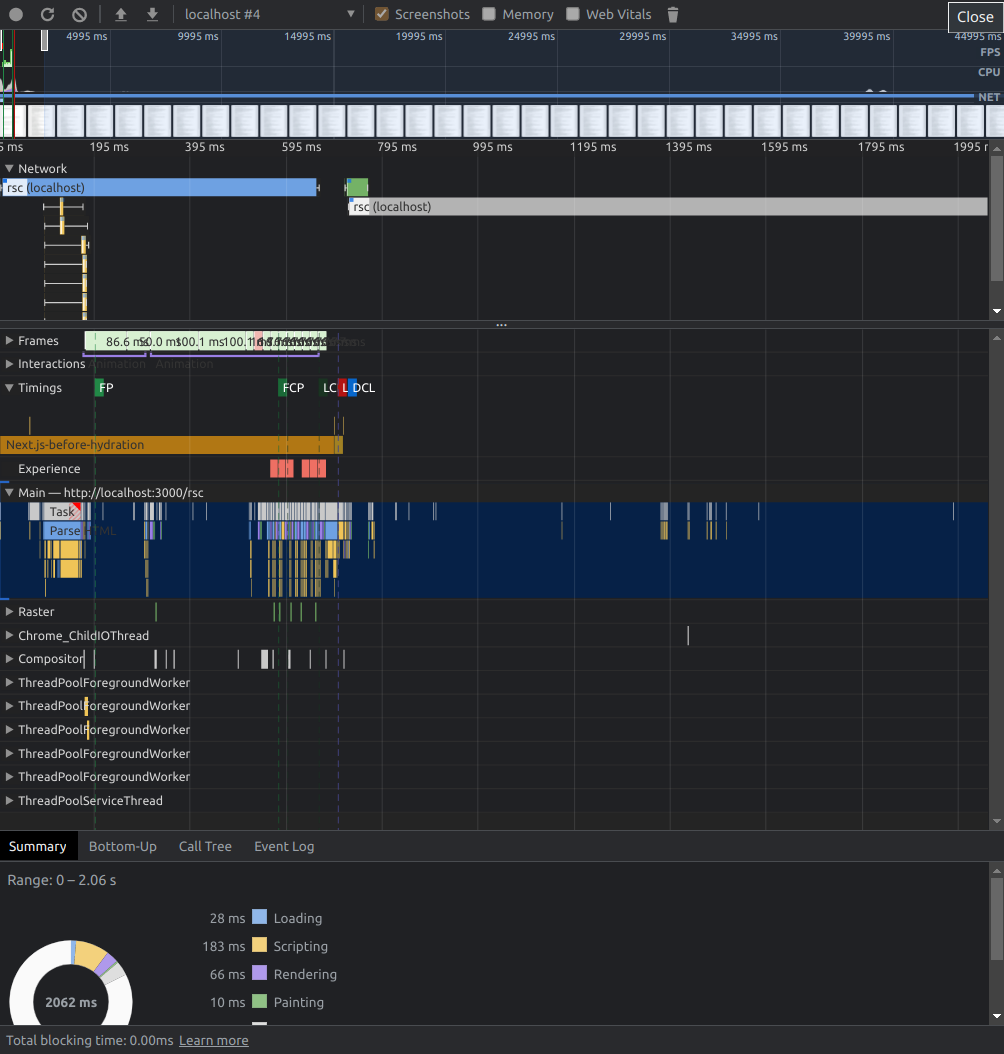 localhost #4 Screenshots Memory Web Vitals
Close
4995 ms 9995 ms 14995 ms 19995 ms 24995 ms 29995 ms 34995 ms 39995 ms 44995 ms
FPS
CPU
NET
5 ms 195 ms 395 ms 595 ms 795 ms 995 ms 1195 ms 1395 ms 1595 ms 1795 ms 1995 r
Network
rsc (localhost)
rsc (localhost)
Frames 86.6 ms 50.0 ms 100.1 ms 100.1
Interactions Animation Animation
Timings FP FCP LC L DCL
Next.js-before-hydration
Experience
Main — http://localhost:3000/rsc
Task
Parse HTML
Raster
Chrome_ChildIOThread
Compositor
ThreadPoolForegroundWorker
ThreadPoolForegroundWorker
ThreadPoolForegroundWorker
ThreadPoolForegroundWorker
ThreadPoolForegroundWorker
ThreadPoolServiceThread
Summary Bottom-Up Call Tree Event Log
Range: 0 – 2.06 s
28 ms Loading
183 ms Scripting
66 ms Rendering
2062 ms
10 ms Painting
Total blocking time: 0.00ms Learn more